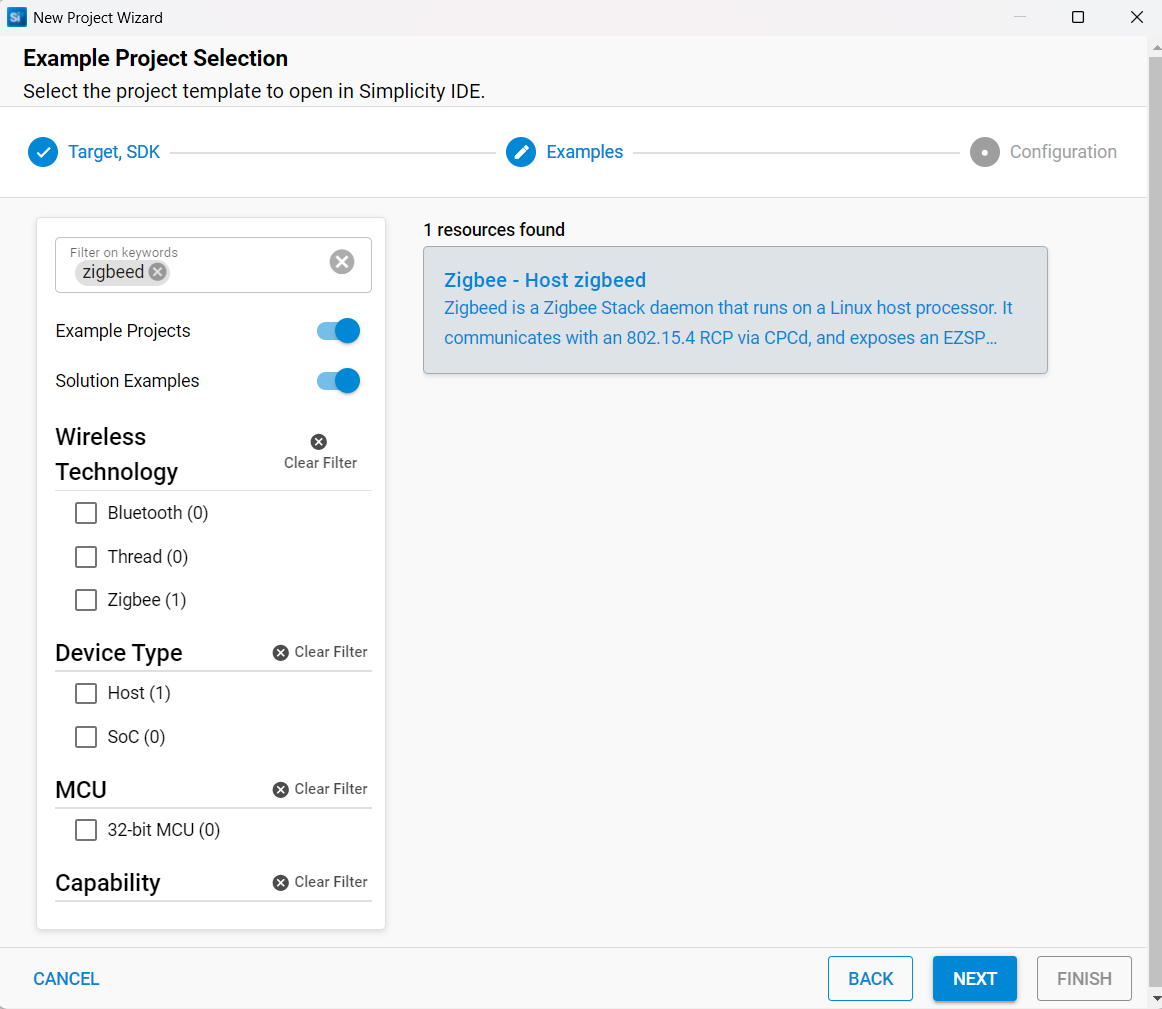 Si
New Project Wizard
Example Project Selection
Select the project template to open in Simplicity IDE.
Target, SDK
Examples
Configuration
Filter on keywords
zigbeed
Example Projects
Solution Examples
Wireless
Technology
Clear Filter
Bluetooth (0)
Thread (0)
Zigbee (1)
Device Type
Clear Filter
Host (1)
SoC (0)
MCU
Clear Filter
32-bit MCU (0)
Capability
Clear Filter
1 resources found
Zigbee - Host zigbeed
Zigbeed is a Zigbee Stack daemon that runs on a Linux host processor. It
communicates with an 802.15.4 RCP via CPCd, and exposes an EZSP...
CANCEL
BACK
NEXT
FINISH